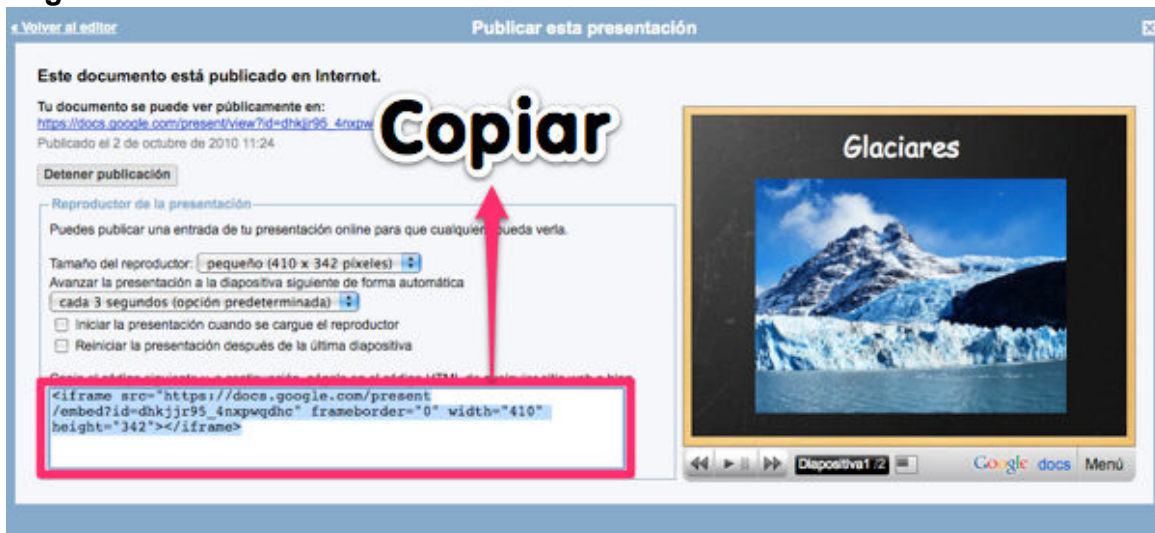 « Volver al editor
Publicar esta presentación
Este documento está publicado en Internet.
Tu documento se puede ver públicamente en:
https://docs.google.com/present/view?id=dhkjjr95_4nxpw
Publicado el 2 de octubre de 2010 11:24
Copiar
Detener publicación
Reproductor de la presentación
Puedes publicar una entrada de tu presentación online para que cualquier pueda verla.
Tamaño del reproductor: pequeño (410 x 342 píxeles)
Avanzar la presentación a la diapositiva siguiente de forma automática
cada 3 segundos (opción predeterminada)
Iniciar la presentación cuando se cargue el reproductor
Reiniciar la presentación después de la última diapositiva
<iframe src="https://docs.google.com/present
/embed?id=dhkjjr95_4nxpwqdhc" frameborder="0" width="410"
height="342"></iframe>
Glaciares
Diapositiva1 /2
Google docs
Menú